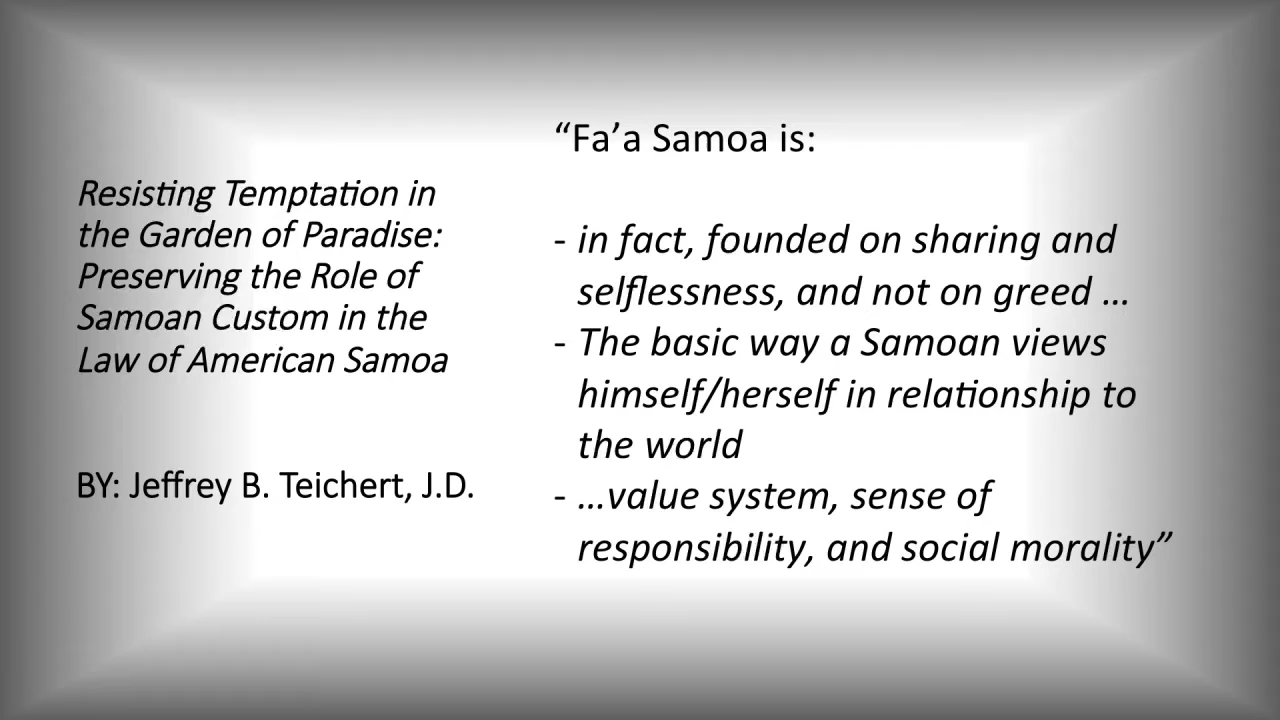 Resisting Temptation in
the Garden of Paradise:
Preserving the Role of
Samoan Custom in the
Law of American Samoa
BY: Jeffrey B. Teichert, J.D.
“Fa’a Samoa is:
- in fact, founded on sharing and
selflessness, and not on greed …
- The basic way a Samoan views
himself/herself in relationship to
the world
- …value system, sense of
responsibility, and social morality”